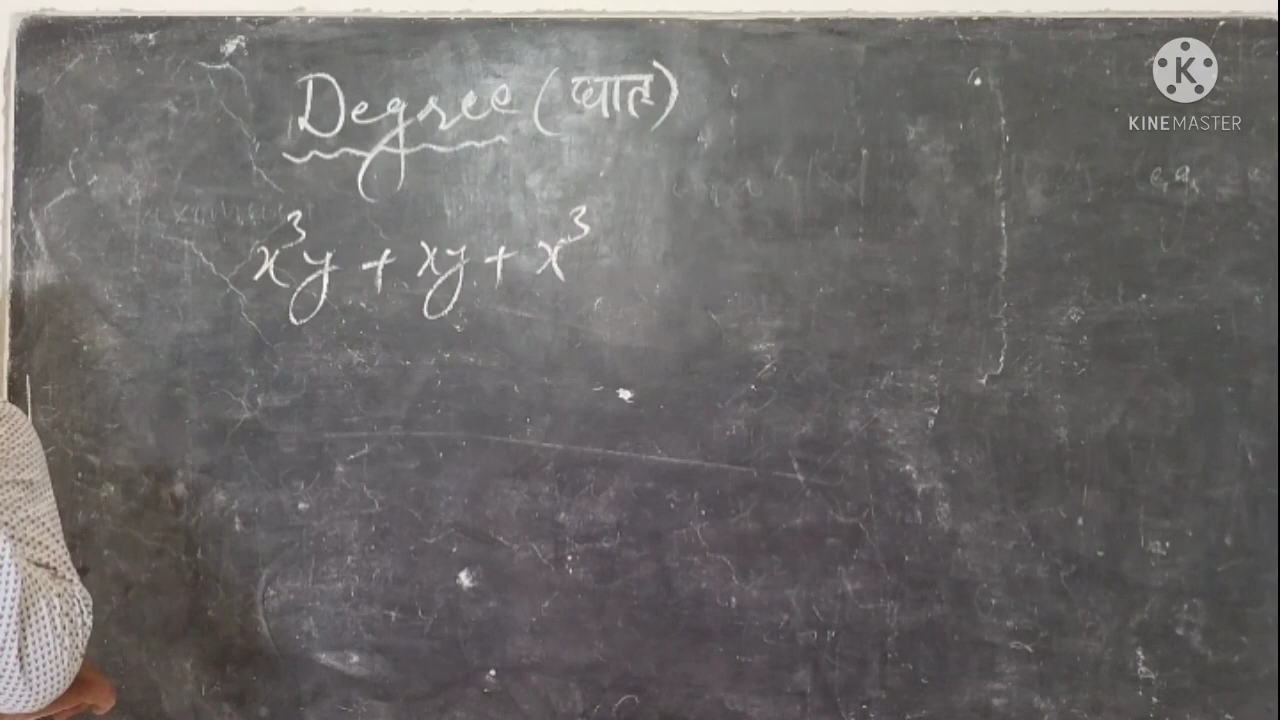 Degree (घात)
KINEMASTER
e.g.
x³y + xy + x³